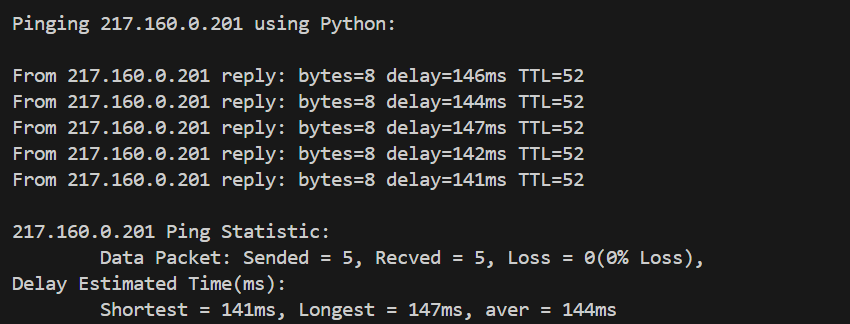 Pinging 217.160.0.201 using Python:
From 217.160.0.201 reply: bytes=8 delay=146ms TTL=52
From 217.160.0.201 reply: bytes=8 delay=144ms TTL=52
From 217.160.0.201 reply: bytes=8 delay=147ms TTL=52
From 217.160.0.201 reply: bytes=8 delay=142ms TTL=52
From 217.160.0.201 reply: bytes=8 delay=141ms TTL=52
217.160.0.201 Ping Statistic:
Data Packet: Sended = 5, Recved = 5, Loss = 0(0% Loss),
Delay Estimated Time(ms):
Shortest = 141ms, Longest = 147ms, aver = 144ms